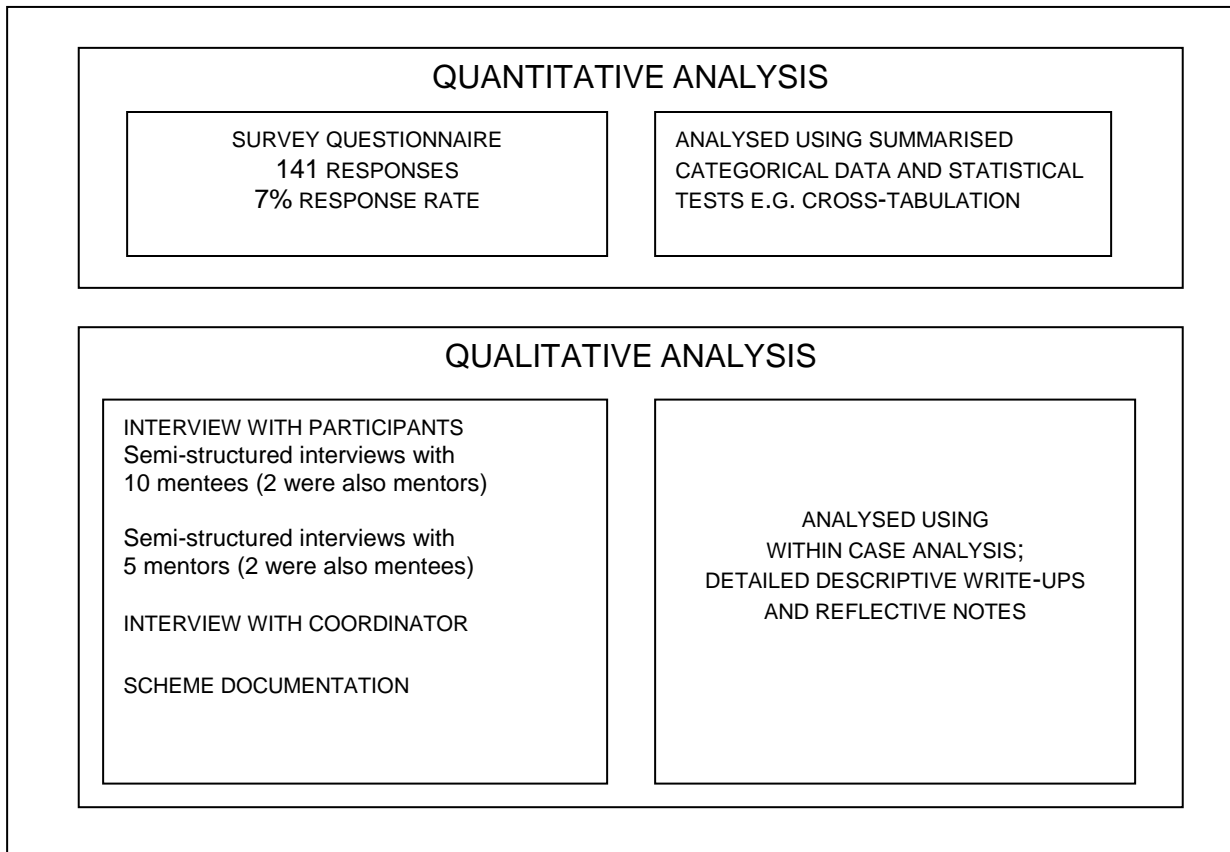 QUANTITATIVE ANALYSIS
SURVEY QUESTIONNAIRE
141 RESPONSES
7% RESPONSE RATE
ANALYSED USING SUMMARISED
CATEGORICAL DATA AND STATISTICAL
TESTS E.G. CROSS-TABULATION
QUALITATIVE ANALYSIS
INTERVIEW WITH PARTICIPANTS
Semi-structured interviews with
10 mentees (2 were also mentors)
Semi-structured interviews with
5 mentors (2 were also mentees)
INTERVIEW WITH COORDINATOR
SCHEME DOCUMENTATION
ANALYSED USING
WITHIN CASE ANALYSIS;
DETAILED DESCRIPTIVE WRITE-UPS
AND REFLECTIVE NOTES